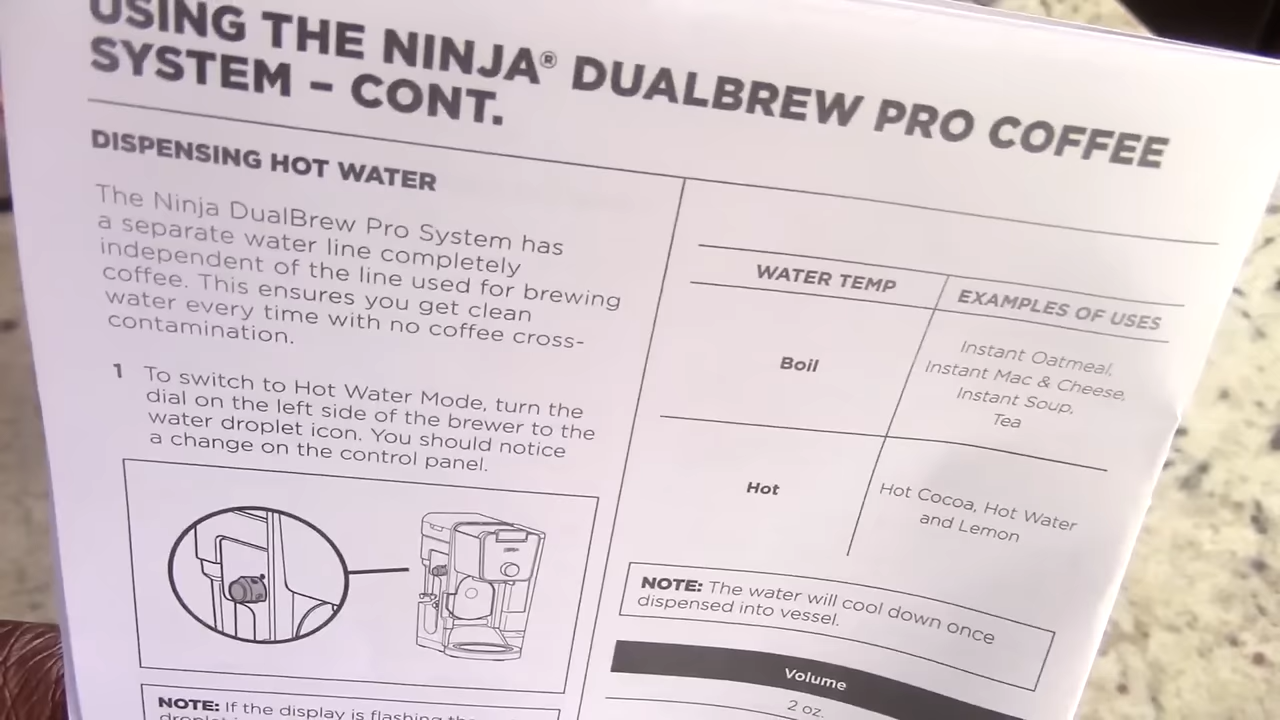 USING THE NINJA® DUALBREW PRO COFFEE
SYSTEM – CONT.
DISPENSING HOT WATER
The Ninja DualBrew Pro System has
a separate water line completely
independent of the line used for brewing
coffee. This ensures you get clean
water every time with no coffee cross-
contamination.
1 To switch to Hot Water Mode, turn the
dial on the left side of the brewer to the
water droplet icon. You should notice
a change on the control panel.
NOTE: If the display is flashing
WATER TEMP
EXAMPLES OF USES
Boil
Instant Oatmeal,
Instant Mac & Cheese,
Instant Soup,
Tea
Hot
Hot Cocoa, Hot Water
and Lemon
NOTE: The water will cool down once
dispensed into vessel.
Volume
2 oz.